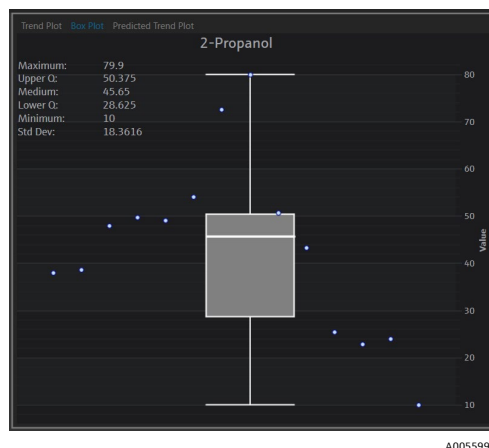 Trend Plot Box Plot Predicted Trend Plot
2-Propanol
Maximum: 79.9
Upper Q: 50.375
Medium: 45.65
Lower Q: 28.625
Minimum: 10
Std Dev: 18.3616
80
70
60
50
40
30
20
10
Value
A005599